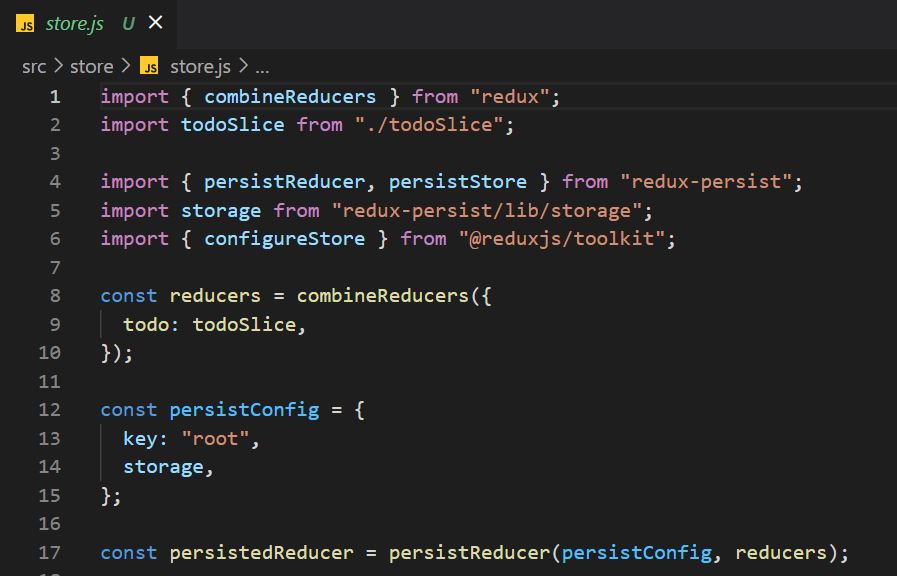 JS store.js U ×
src > store > JS store.js > ...
1 import { combineReducers } from "redux";
2 import todoSlice from "./todoSlice";
3
4 import { persistReducer, persistStore } from "redux-persist";
5 import storage from "redux-persist/lib/storage";
6 import { configureStore } from "@reduxjs/toolkit";
7
8 const reducers = combineReducers({
9   todo: todoSlice,
10 });
11
12 const persistConfig = {
13   key: "root",
14   storage,
15 };
16
17 const persistedReducer = persistReducer(persistConfig, reducers);